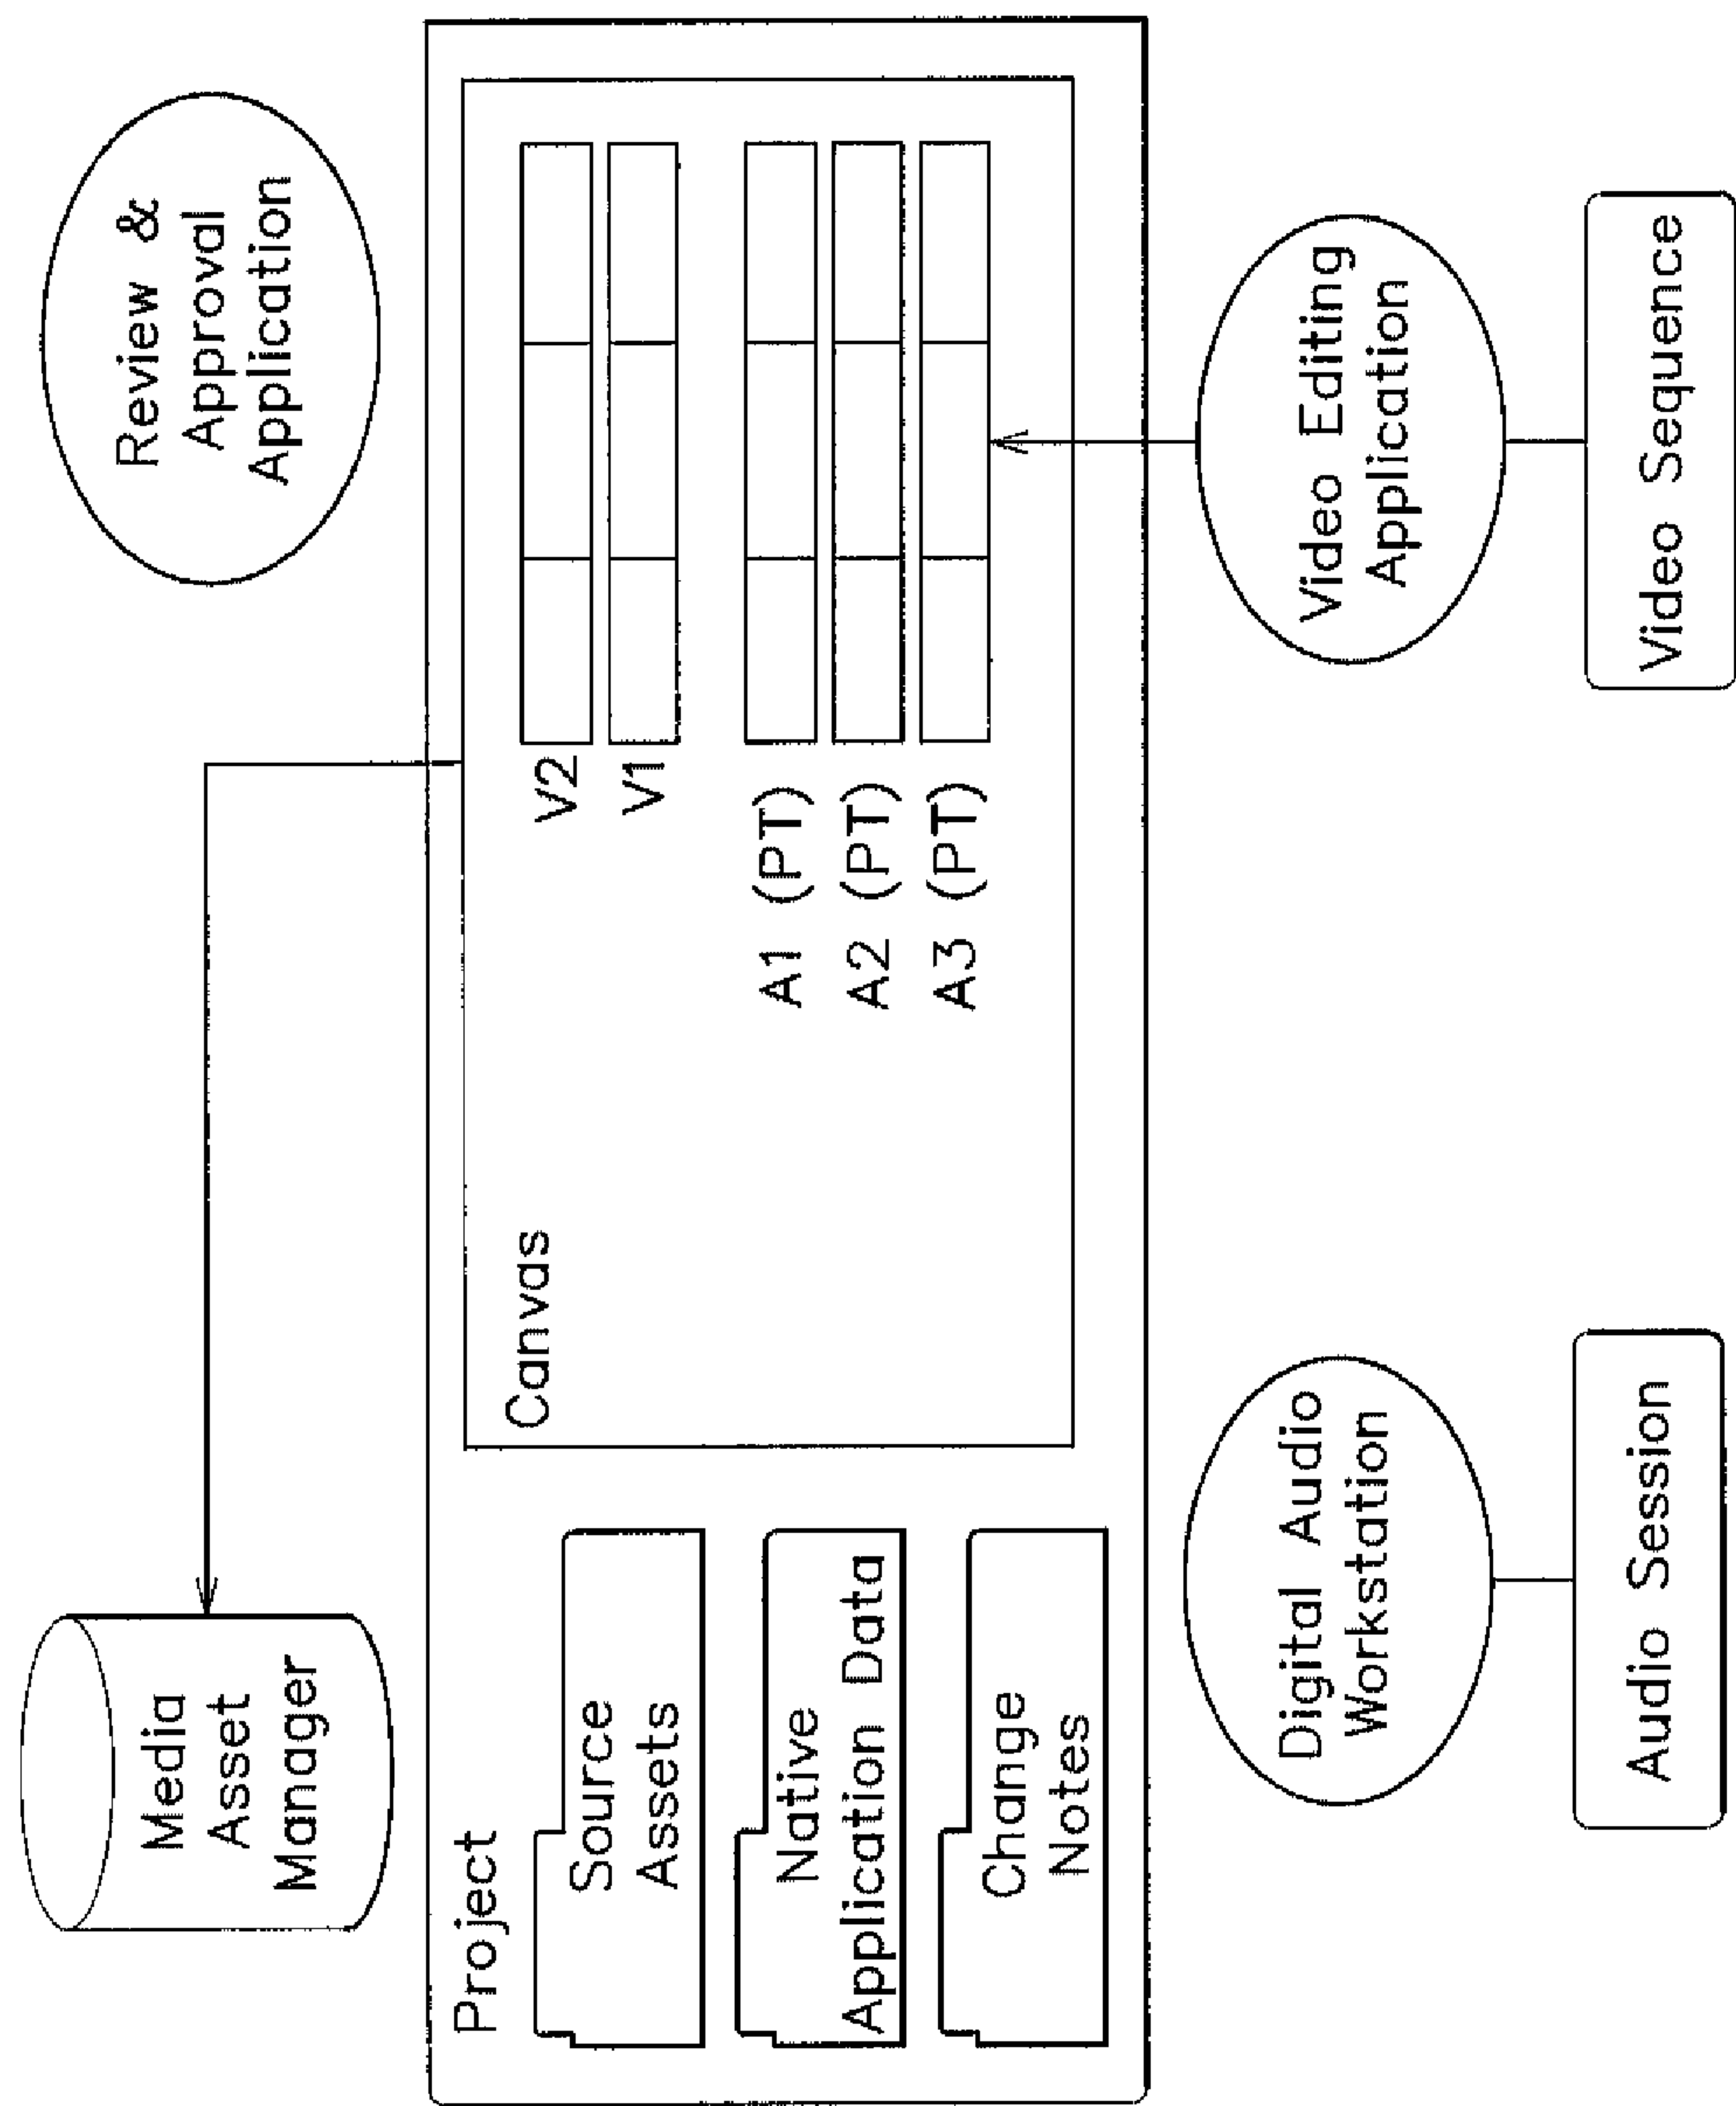 Media
Asset
Manager
Review &
Approval
Application
Project
Source
Assets
Native
Application Data
Change
Notes
Canvas
V2
V1
A1 (PT)
A2 (PT)
A3 (PT)
Digital Audio
Workstation
Audio Session
Video Editing
Application
Video Sequence